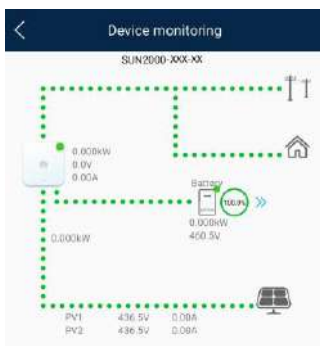 Device monitoring
SUN2000-XXX-XX
0.000kW
0.0V
0.00A
Battery
100.0%
0.000kW
460.5V
0.000kW
PV1 436.5V 0.00A
PV2 436.5V 0.00A